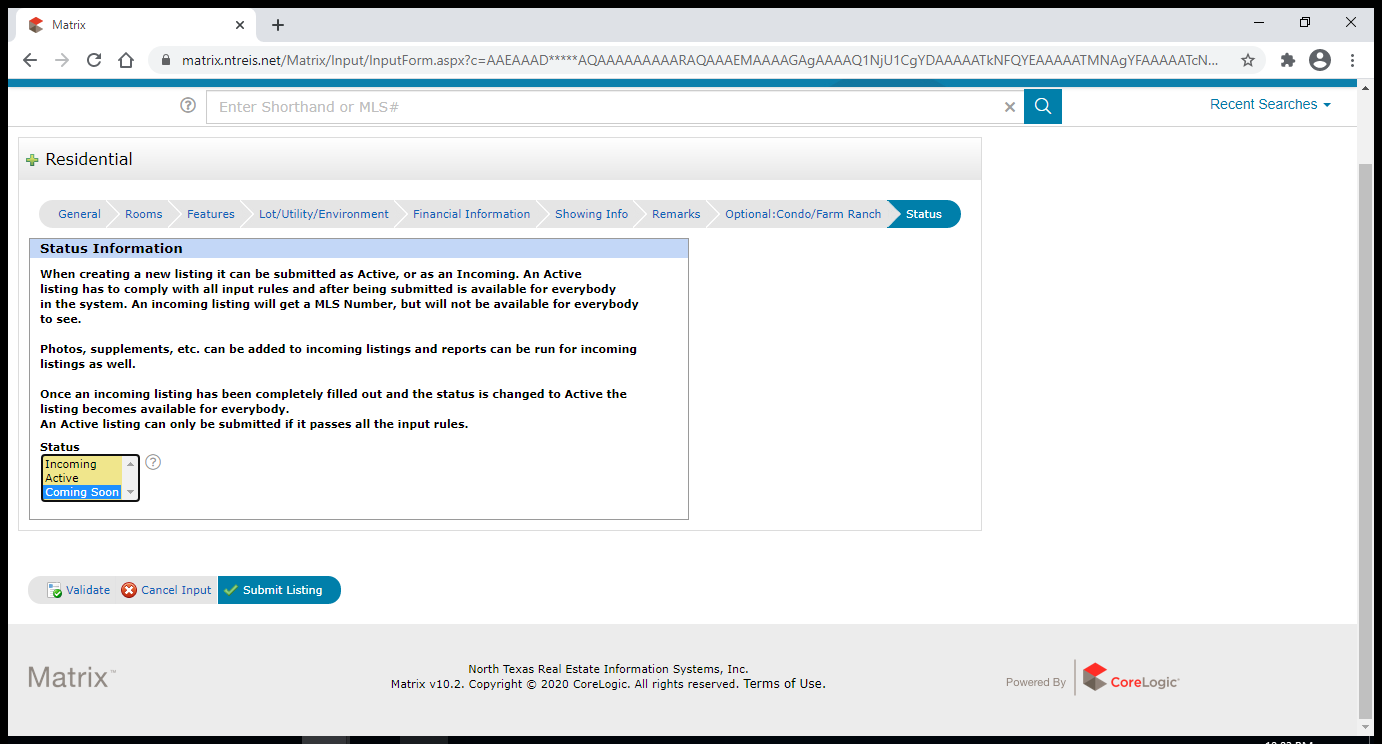 Matrix
matrix.ntreis.net/Matrix/Input/InputForm.aspx?c=AAEAAAD*****AQAAAAAAAAARAQAAAEMAAAAGAgAAAAQ1NjU1CgYDAAAAATkNFQYEAAAAATMNAgYFAAAAATcN...
Enter Shorthand or MLS#
Recent Searches
Residential
General Rooms Features Lot/Utility/Environment Financial Information Showing Info Remarks Optional:Condo/Farm Ranch Status
Status Information
When creating a new listing it can be submitted as Active, or as an Incoming. An Active
listing has to comply with all input rules and after being submitted is available for everybody
in the system. An incoming listing will get a MLS Number, but will not be available for everybody
to see.
Photos, supplements, etc. can be added to incoming listings and reports can be run for incoming
listings as well.
Once an incoming listing has been completely filled out and the status is changed to Active the
listing becomes available for everybody.
An Active listing can only be submitted if it passes all the input rules.
Status
Incoming
Active
Coming Soon
Validate Cancel Input Submit Listing
Matrix™
North Texas Real Estate Information Systems, Inc.
Matrix v10.2. Copyright © 2020 CoreLogic. All rights reserved. Terms of Use.
Powered By CoreLogic